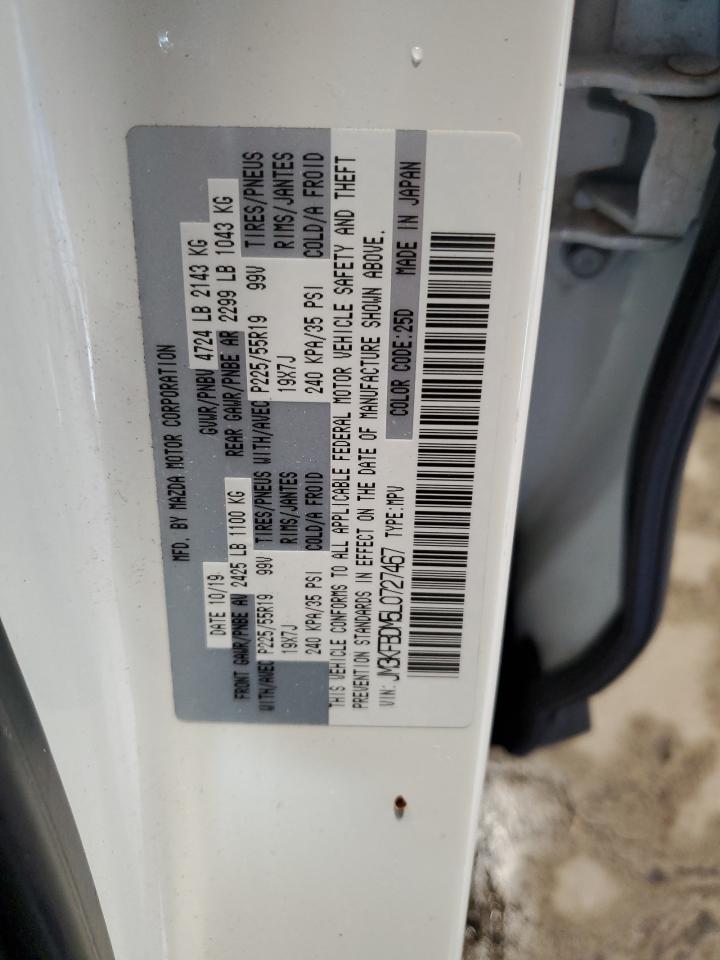 MFD. BY MAZDA MOTOR CORPORATION
DATE 10/19 GVWR/PNBV 4724 LB 2143 KG
FRONT GAWR/PNBE AV 2425 LB 1100 KG REAR GAWR/PNBE AR 2299 LB 1043 KG
WITH/AVEC P225/55R19 99V TIRES/PNEUS WITH/AVEC P225/55R19 99V TIRES/PNEUS
19X7J RIMS/JANTES 19X7J RIMS/JANTES
240 KPA/35 PSI COLD/A FROID 240 KPA/35 PSI COLD/A FROID
THIS VEHICLE CONFORMS TO ALL APPLICABLE FEDERAL MOTOR VEHICLE SAFETY AND THEFT
PREVENTION STANDARDS IN EFFECT ON THE DATE OF MANUFACTURE SHOWN ABOVE.
VIN: JM3KFBDM5L0727467 TYPE:MPV COLOR CODE:25D MADE IN JAPAN